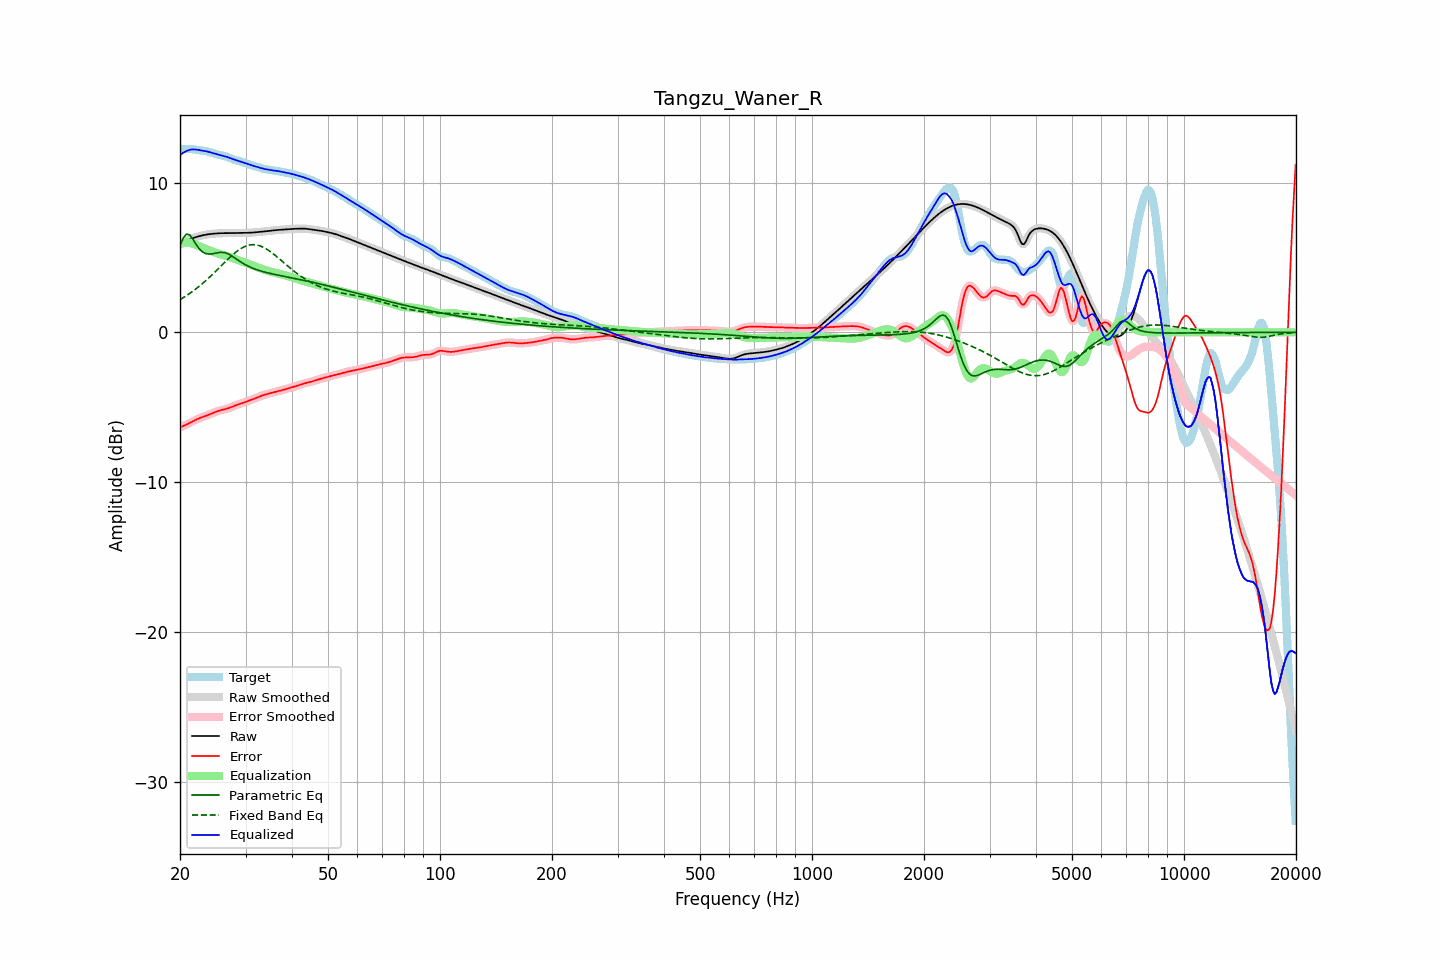 Tangzu_Waner_R
10
0
−10
−20
−30
Amplitude (dBr)
Target
Raw Smoothed
Error Smoothed
Raw
Error
Equalization
Parametric Eq
Fixed Band Eq
Equalized
20 50 100 200 500 1000 2000 5000 10000 20000
Frequency (Hz)